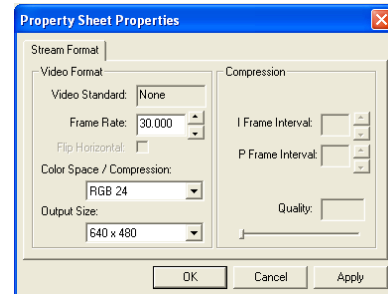 Property Sheet Properties
Stream Format
Video Format
Video Standard: None
Frame Rate: 30.000
Flip Horizontal:
Color Space / Compression:
RGB 24
Output Size:
640 x 480
Compression
I Frame Interval:
P Frame Interval:
Quality:
OK Cancel Apply